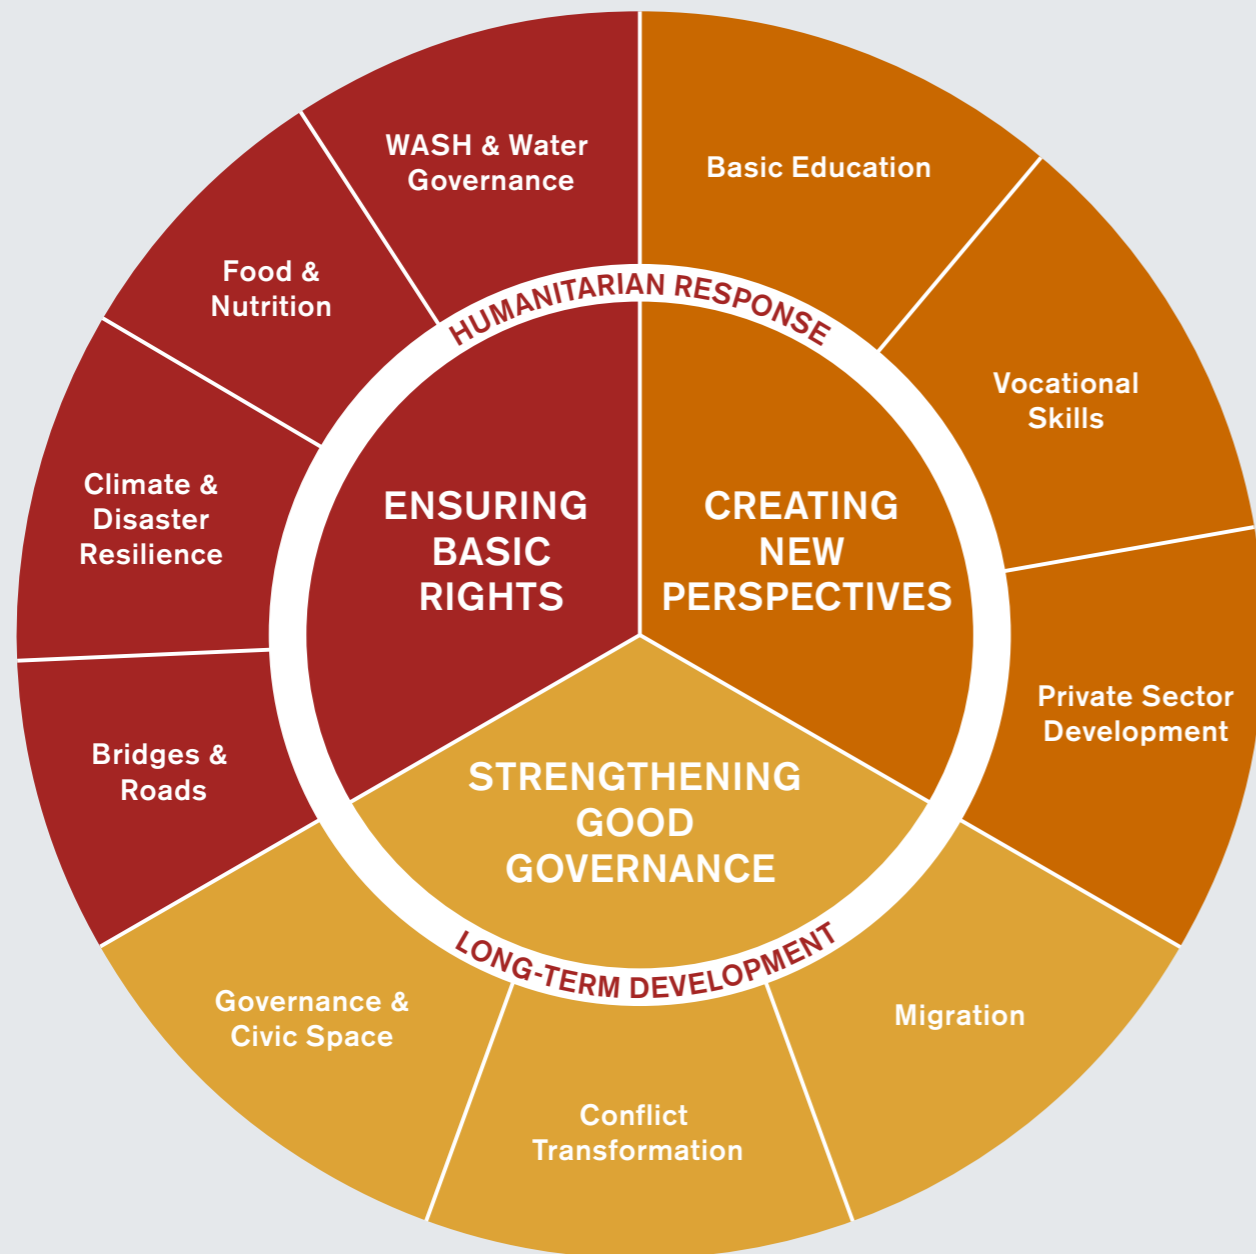 WASH & Water
Governance
Basic Education
Food &
Nutrition
HUMANITARIAN RESPONSE
Vocational
Skills
Climate &
Disaster
Resilience
ENSURING
BASIC
RIGHTS
CREATING
NEW
PERSPECTIVES
Private Sector
Development
Bridges &
Roads
STRENGTHENING
GOOD
GOVERNANCE
LONG-TERM DEVELOPMENT
Governance &
Civic Space
Migration
Conflict
Transformation